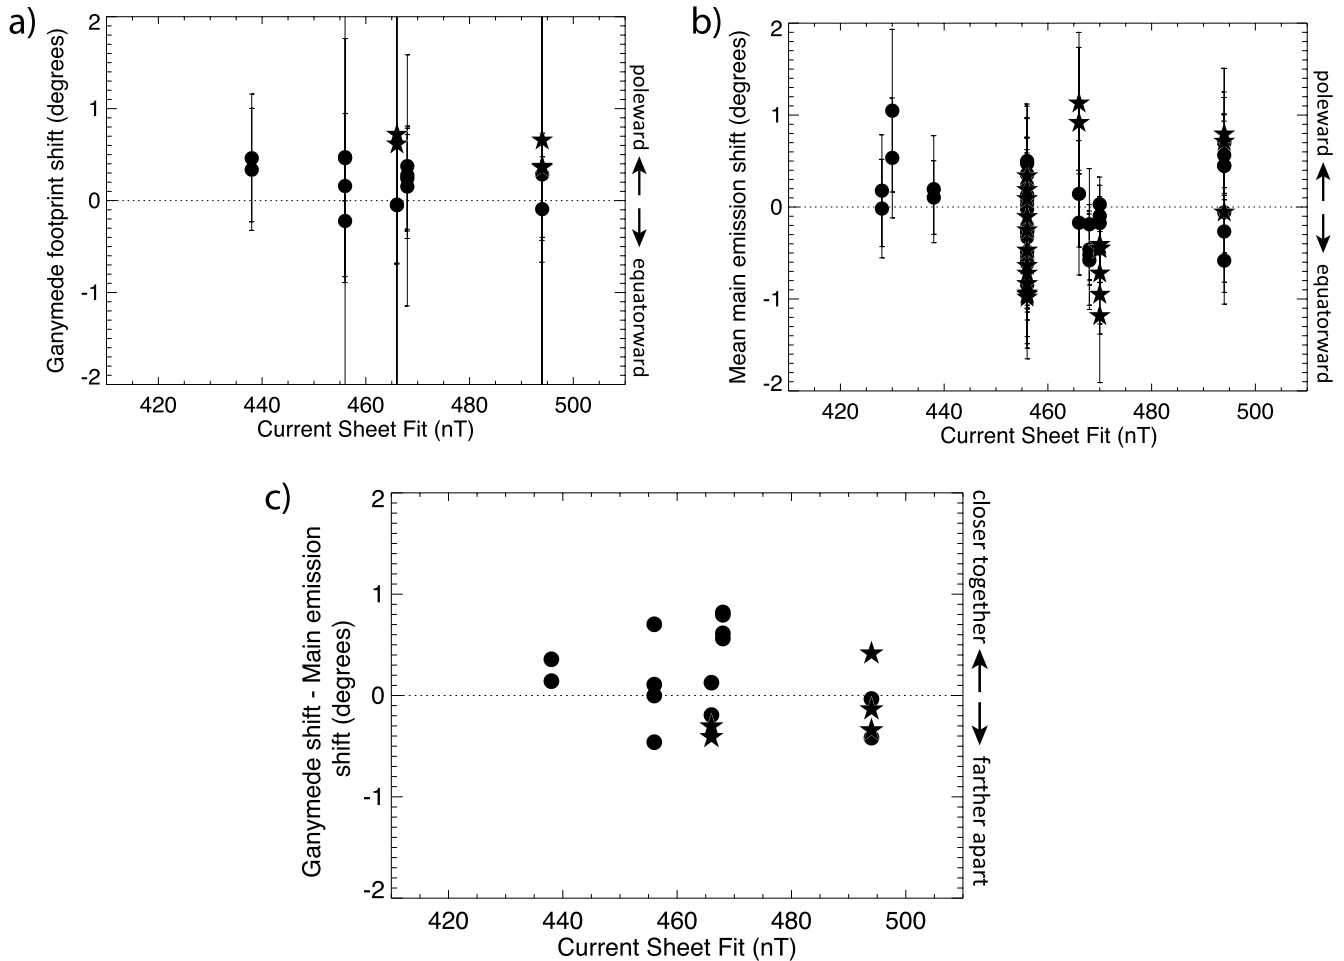 a)
Ganymede footprint shift (degrees)
2
1
0
-1
-2
420 440 460 480 500
Current Sheet Fit (nT)
poleward
equatorward
b)
Mean main emission shift (degrees)
2
1
0
-1
-2
420 440 460 480 500
Current Sheet Fit (nT)
poleward
equatorward
c)
Ganymede shift - Main emission
shift (degrees)
2
1
0
-1
-2
420 440 460 480 500
Current Sheet Fit (nT)
closer together
farther apart